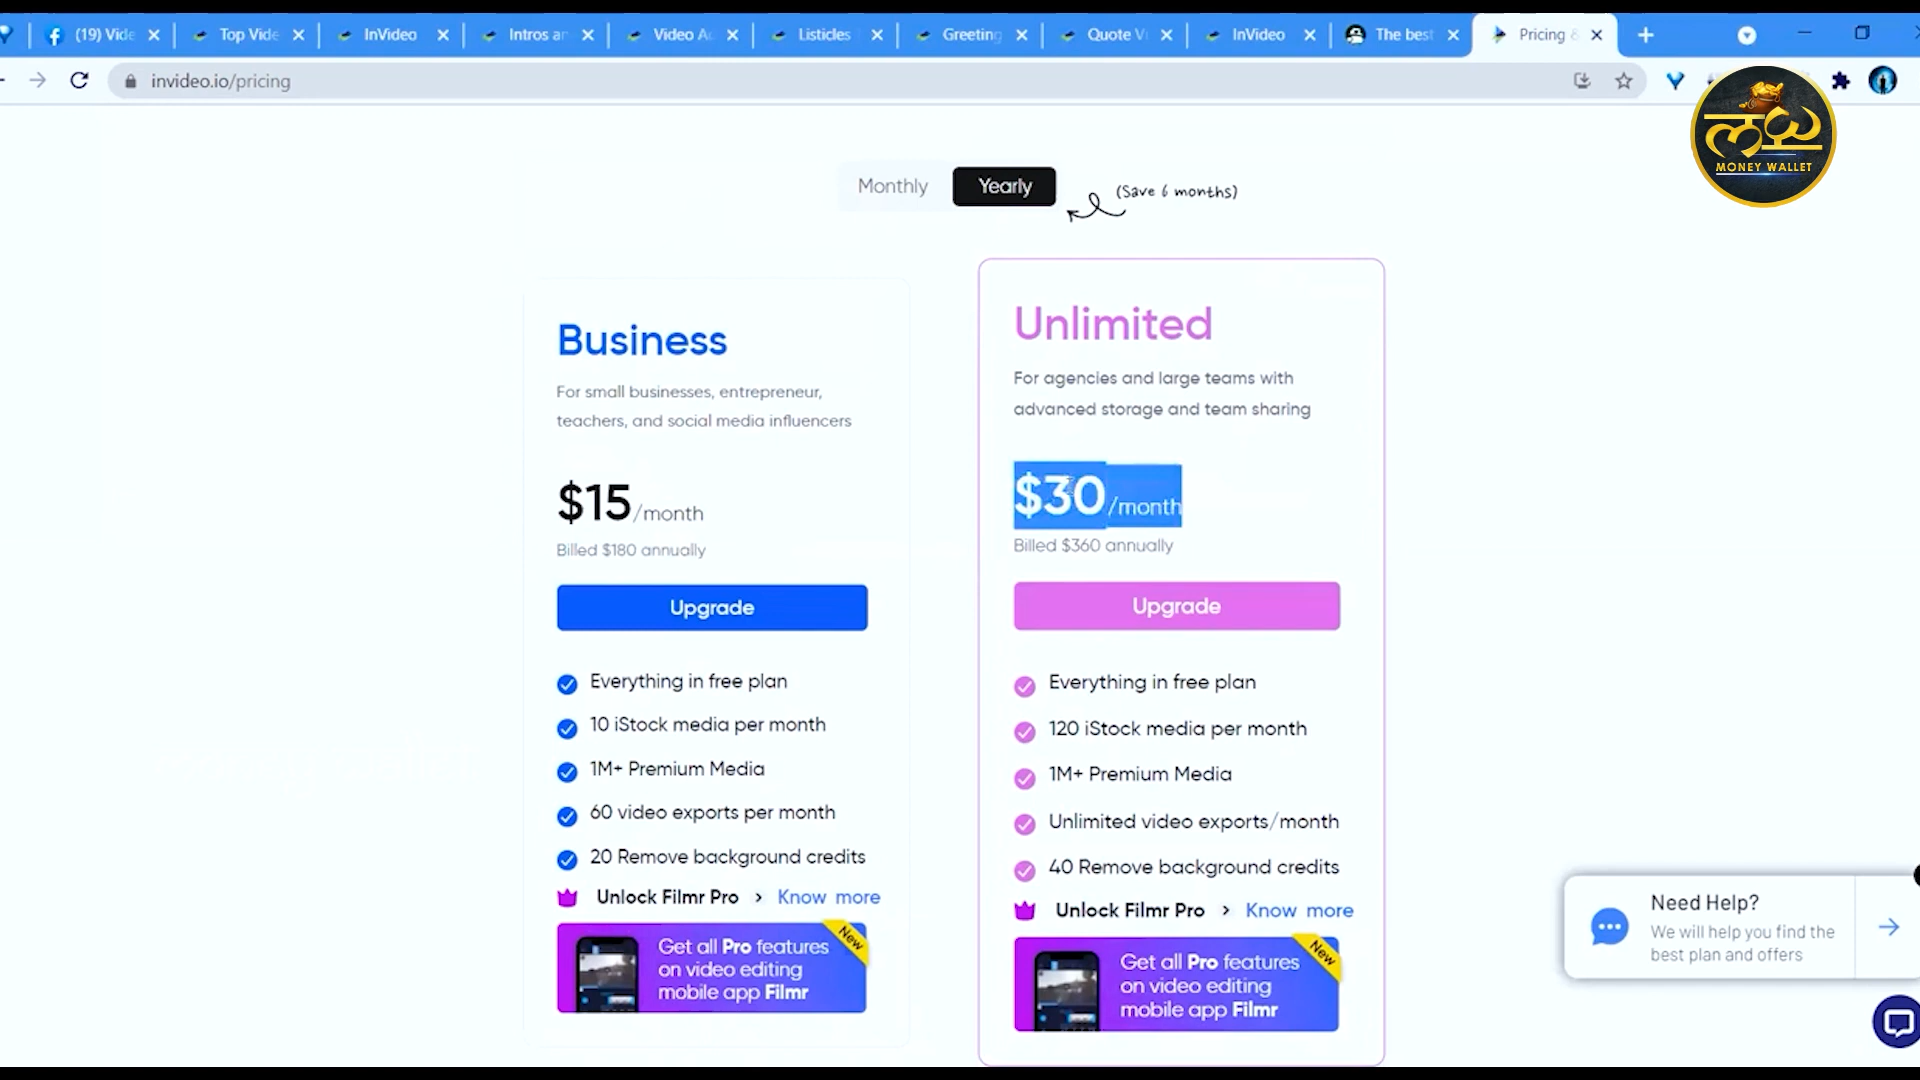 (19) Vide
Top Vide
InVideo
Intros an
Video A
Listicles
Greeting
Quote Vi
InVideo
The best
Pricing &
invideo.io/pricing
MONEY WALLET
Monthly
Yearly
(Save 6 months)
Business
For small businesses, entrepreneur,
teachers, and social media influencers
$15/month
Billed $180 annually
Upgrade
Everything in free plan
10 iStock media per month
1M+ Premium Media
60 video exports per month
20 Remove background credits
Unlock Filmr Pro > Know more
Get all Pro features
on video editing
mobile app Filmr
New
Unlimited
For agencies and large teams with
advanced storage and team sharing
$30/month
Billed $360 annually
Upgrade
Everything in free plan
120 iStock media per month
1M+ Premium Media
Unlimited video exports/month
40 Remove background credits
Unlock Filmr Pro > Know more
Get all Pro features
on video editing
mobile app Filmr
New
Need Help?
We will help you find the
best plan and offers